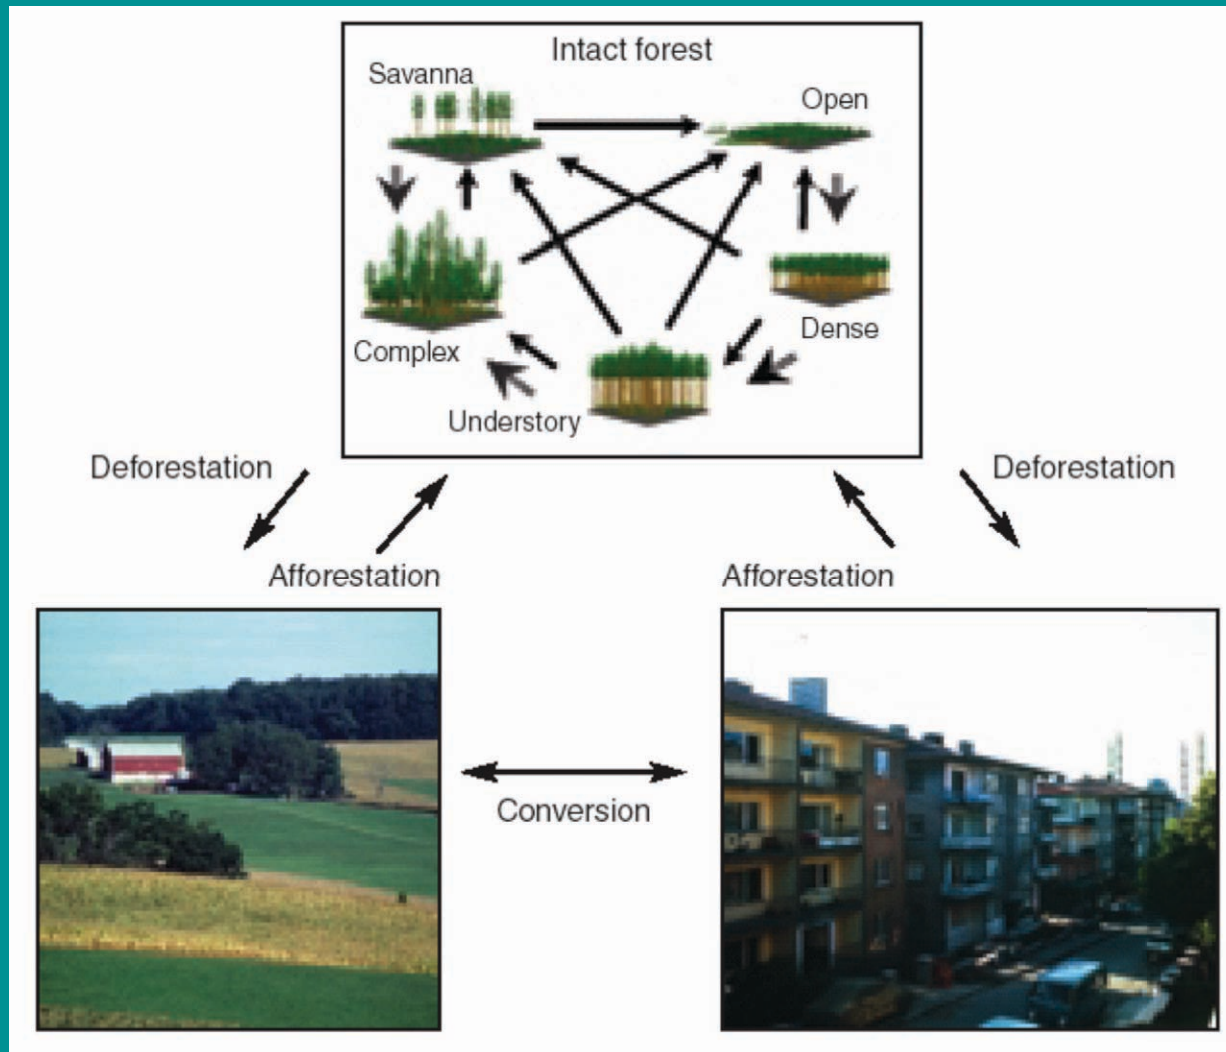 Intact forest
Savanna
Open
Complex
Dense
Understory
Deforestation
Deforestation
Afforestation
Afforestation
Conversion